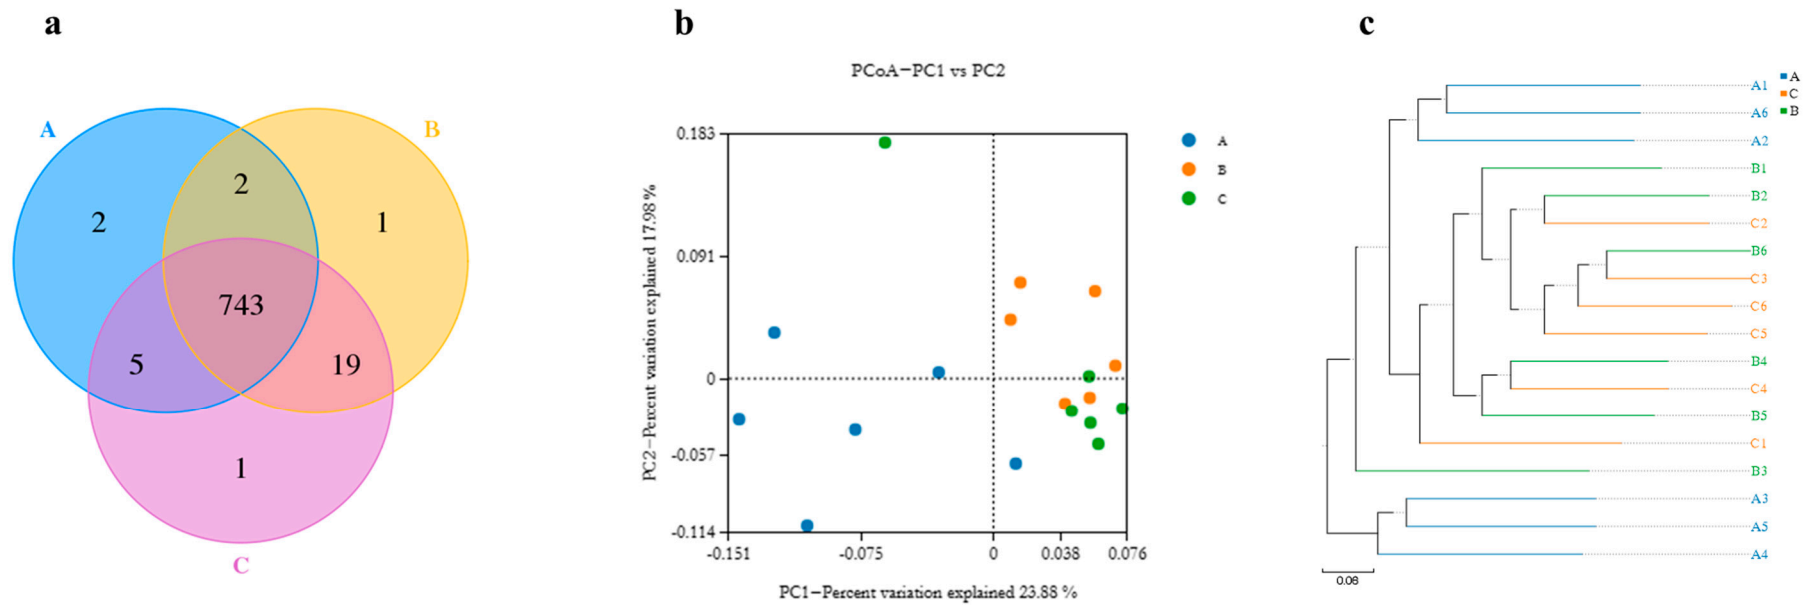 a
A
B
2
2
1
743
5
19
1
C
b
PCoA−PC1 vs PC2
PC2−Percent variation explained 17.98 %
0.183
0.091
0
-0.057
-0.114
-0.151
-0.075
0
0.038
0.076
PC1−Percent variation explained 23.88 %
A
B
C
c
A
C
B
A1
A6
A2
B1
B2
C2
B6
C3
C6
C5
B4
C4
B5
C1
B3
A3
A5
A4
0.06